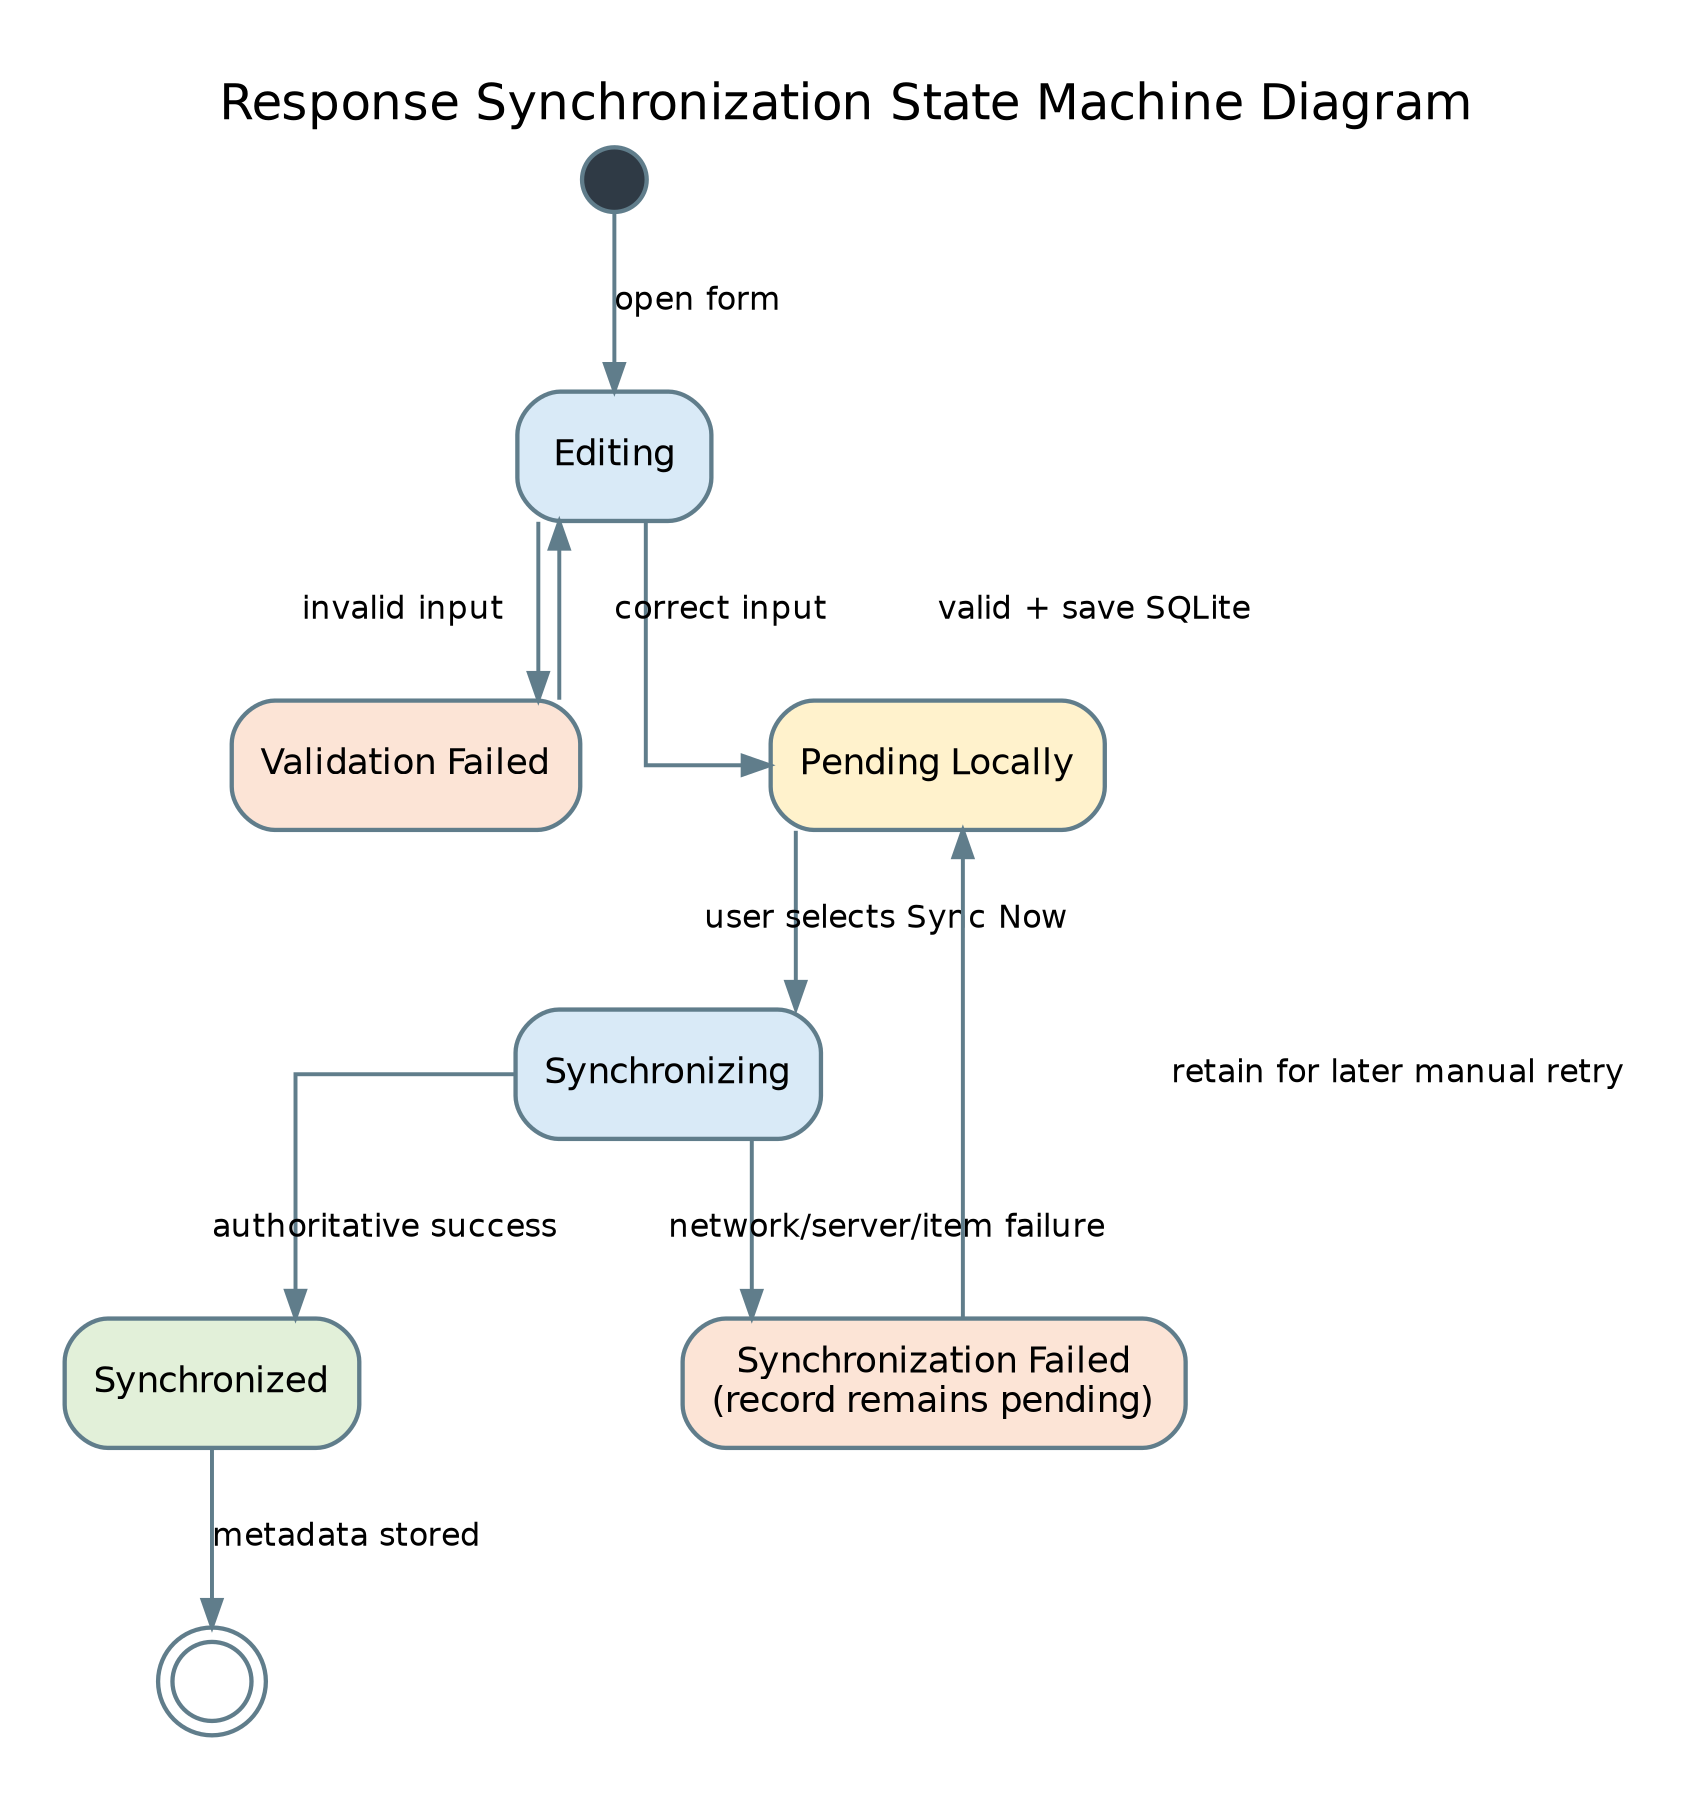 Response Synchronization State Machine Diagram
open form
Editing
invalid input
correct input
valid + save SQLite
Validation Failed
Pending Locally
user selects Sync Now
Synchronizing
retain for later manual retry
authoritative success
network/server/item failure
Synchronized
Synchronization Failed
(record remains pending)
metadata stored